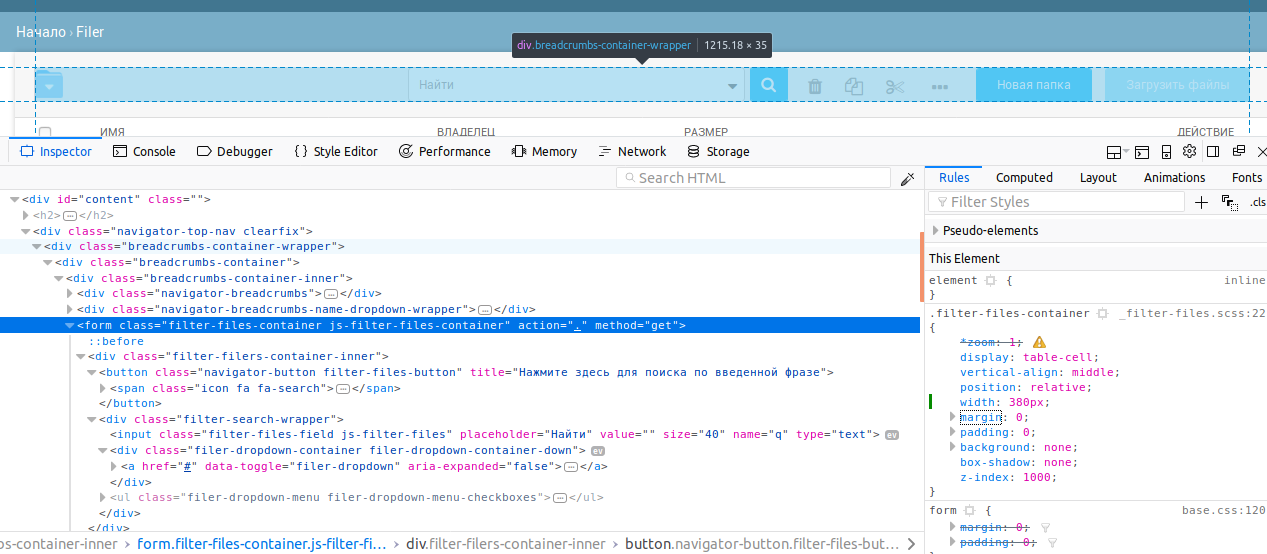 Начало › Filer
div.breadcrumbs-container-wrapper | 1215.18 × 35
Найти
Новая папка
Загрузить файлы
ИМЯ ВЛАДЕЛЕЦ РАЗМЕР ДЕЙСТВИЕ
Inspector Console Debugger Style Editor Performance Memory Network Storage
Search HTML
<div id="content" class="">
<h2>⋯</h2>
<div class="navigator-top-nav clearfix">
<div class="breadcrumbs-container-wrapper">
<div class="breadcrumbs-container">
<div class="breadcrumbs-container-inner">
<div class="navigator-breadcrumbs">⋯</div>
<div class="navigator-breadcrumbs-name-dropdown-wrapper">⋯</div>
<form class="filter-files-container js-filter-files-container" action="." method="get">
::before
<div class="filter-filers-container-inner">
<button class="navigator-button filter-files-button" title="Нажмите здесь для поиска по введенной фразе">
<span class="icon fa fa-search">⋯</span>
</button>
<div class="filter-search-wrapper">
<input class="filter-files-field js-filter-files" placeholder="Найти" value="" size="40" name="q" type="text"> ev
<div class="filer-dropdown-container filer-dropdown-container-down"> ev
<a href="#" data-toggle="filer-dropdown" aria-expanded="false">⋯</a>
</div>
<ul class="filer-dropdown-menu filer-dropdown-menu-checkboxes">⋯</ul>
</div>
</div>
os-container-inner › form.filter-files-container.js-filter-fi… › div.filter-filers-container-inner › button.navigator-button.filter-files-but…
Rules Computed Layout Animations Fonts
Filter Styles + .cls
Pseudo-elements
This Element
element { inline
}
.filter-files-container _filter-files.scss:22
{
*zoom: 1;
display: table-cell;
vertical-align: middle;
position: relative;
width: 380px;
margin: 0;
padding: 0;
background: none;
box-shadow: none;
z-index: 1000;
}
form { base.css:120
margin: 0;
padding: 0;